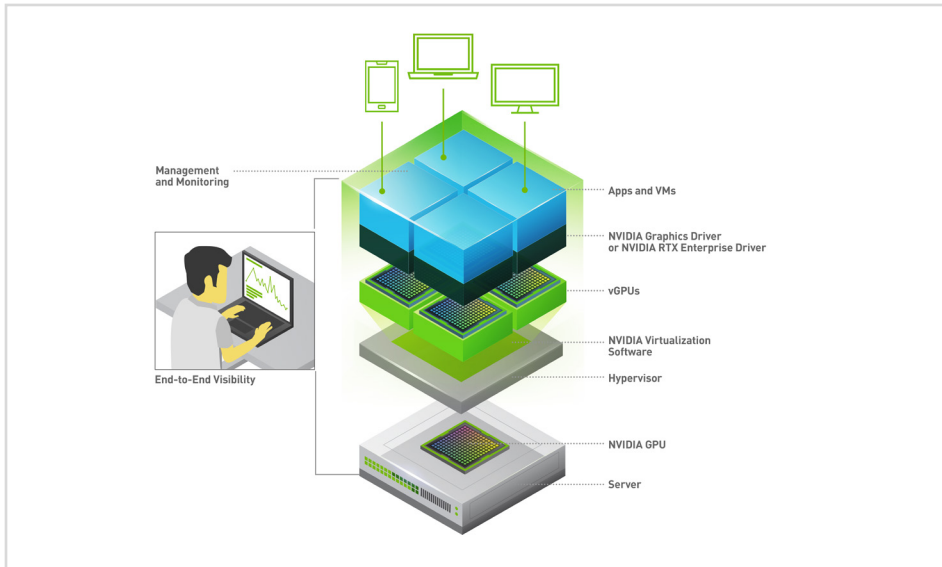 Management
and Monitoring
Apps and VMs
NVIDIA Graphics Driver
or NVIDIA RTX Enterprise Driver
vGPUs
NVIDIA Virtualization
Software
End-to-End Visibility
Hypervisor
NVIDIA GPU
Server